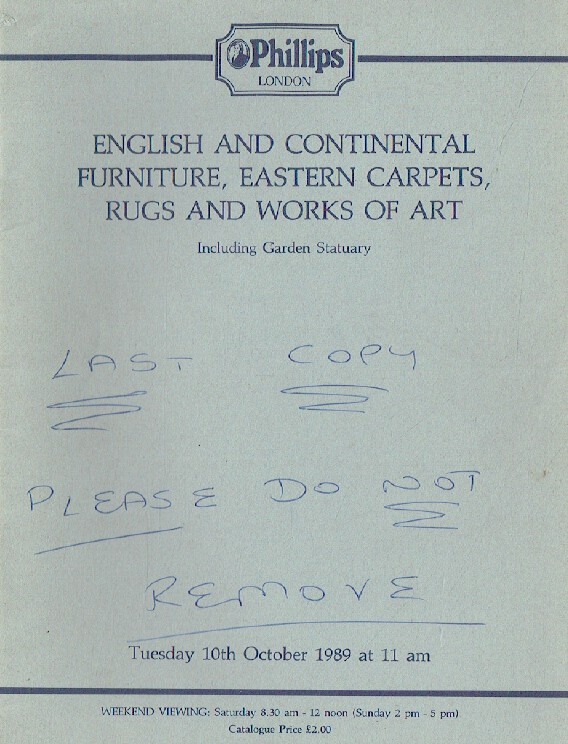 Phillips
LONDON
ENGLISH AND CONTINENTAL
FURNITURE, EASTERN CARPETS,
RUGS AND WORKS OF ART
Including Garden Statuary
LAST COPY
PLEASE DO NOT
REMOVE
Tuesday 10th October 1989 at 11 am
WEEKEND VIEWING: Saturday 8.30 am - 12 noon (Sunday 2 pm - 5 pm)
Catalogue Price £2.00